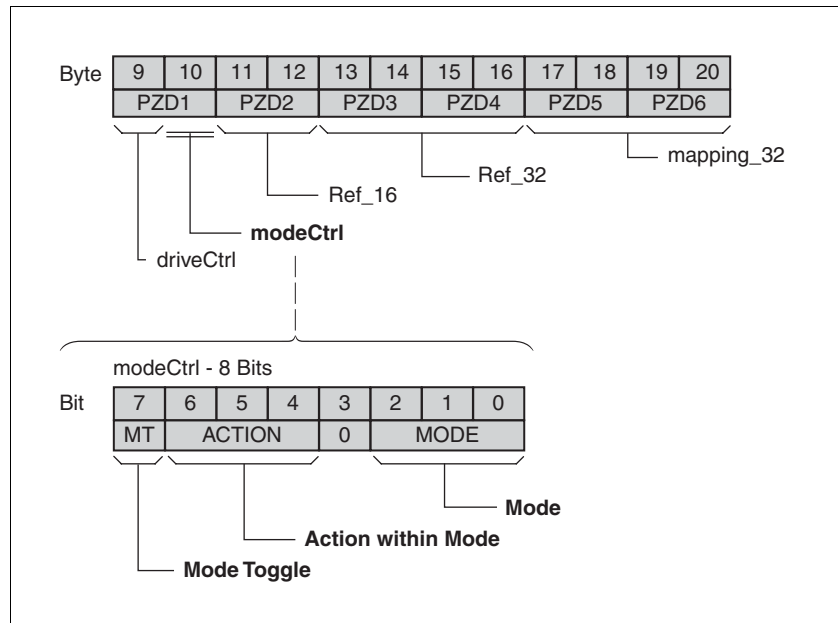 Byte 9 10 11 12 13 14 15 16 17 18 19 20
PZD1 PZD2 PZD3 PZD4 PZD5 PZD6
mapping_32
Ref_32
Ref_16
modeCtrl
driveCtrl
modeCtrl - 8 Bits
Bit 7 6 5 4 3 2 1 0
MT ACTION 0 MODE
Mode
Action within Mode
Mode Toggle